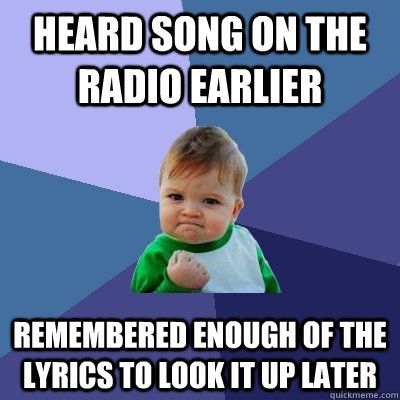 HEARD SONG ON THE
RADIO EARLIER
REMEMBERED ENOUGH OF THE
LYRICS TO LOOK IT UP LATER
quickmeme.com